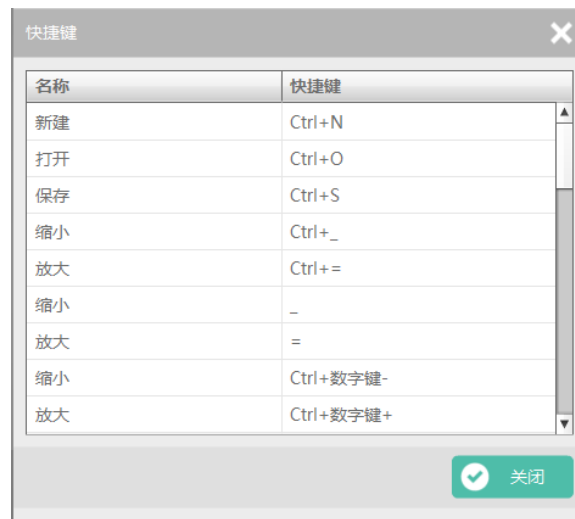 快捷键
名称 快捷键
新建 Ctrl+N
打开 Ctrl+O
保存 Ctrl+S
缩小 Ctrl+_
放大 Ctrl+=
缩小 _
放大 =
缩小 Ctrl+数字键-
放大 Ctrl+数字键+
关闭